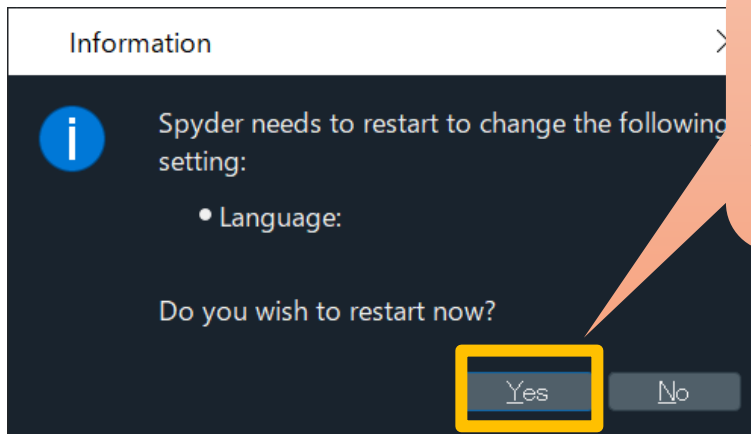 Information
Spyder needs to restart to change the following
setting:
• Language:
Do you wish to restart now?
Yes No